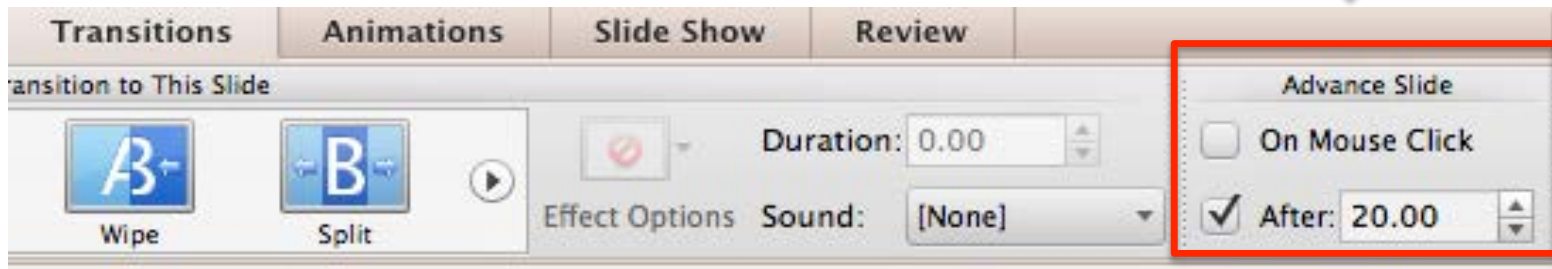 Transitions Animations Slide Show Review
ransition to This Slide Advance Slide
Duration: 0.00 On Mouse Click
Effect Options Sound: [None] After: 20.00
Wipe Split